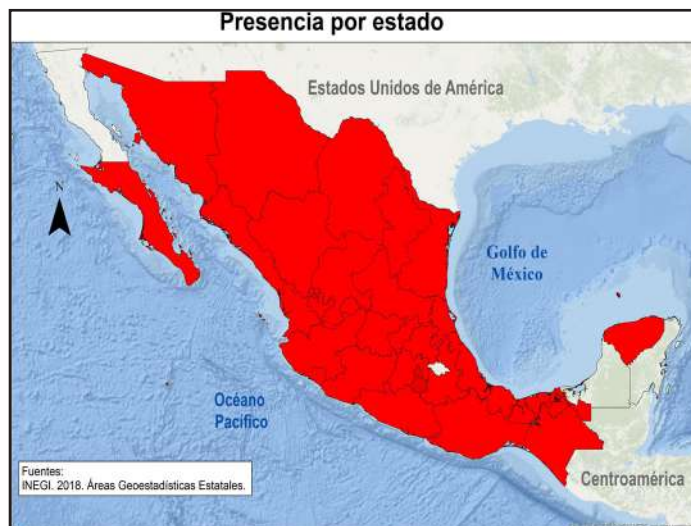 Presencia por estado
Estados Unidos de América
N
Golfo de
México
Océano
Pacífico
Centroamérica
Fuentes:
INEGI. 2018. Áreas Geoestadísticas Estatales.